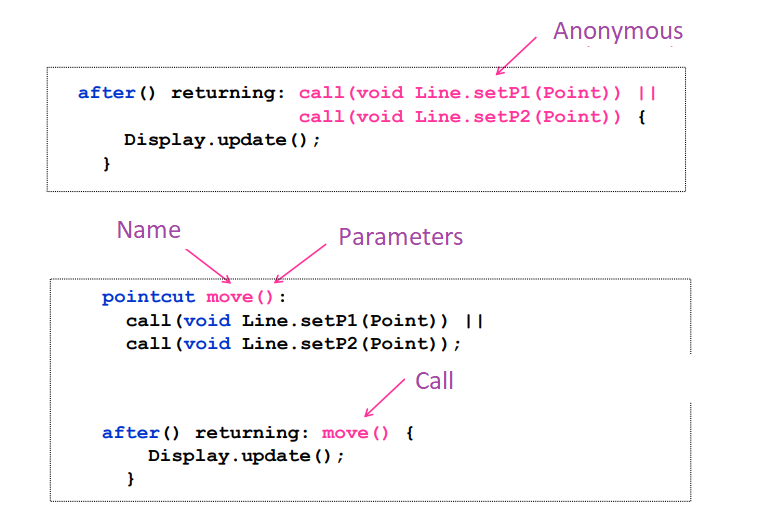 Anonymous
after() returning: call(void Line.setP1(Point)) ||
call(void Line.setP2(Point)) {
Display.update();
}
Name
Parameters
pointcut move():
call(void Line.setP1(Point)) ||
call(void Line.setP2(Point));
Call
after() returning: move() {
Display.update();
}